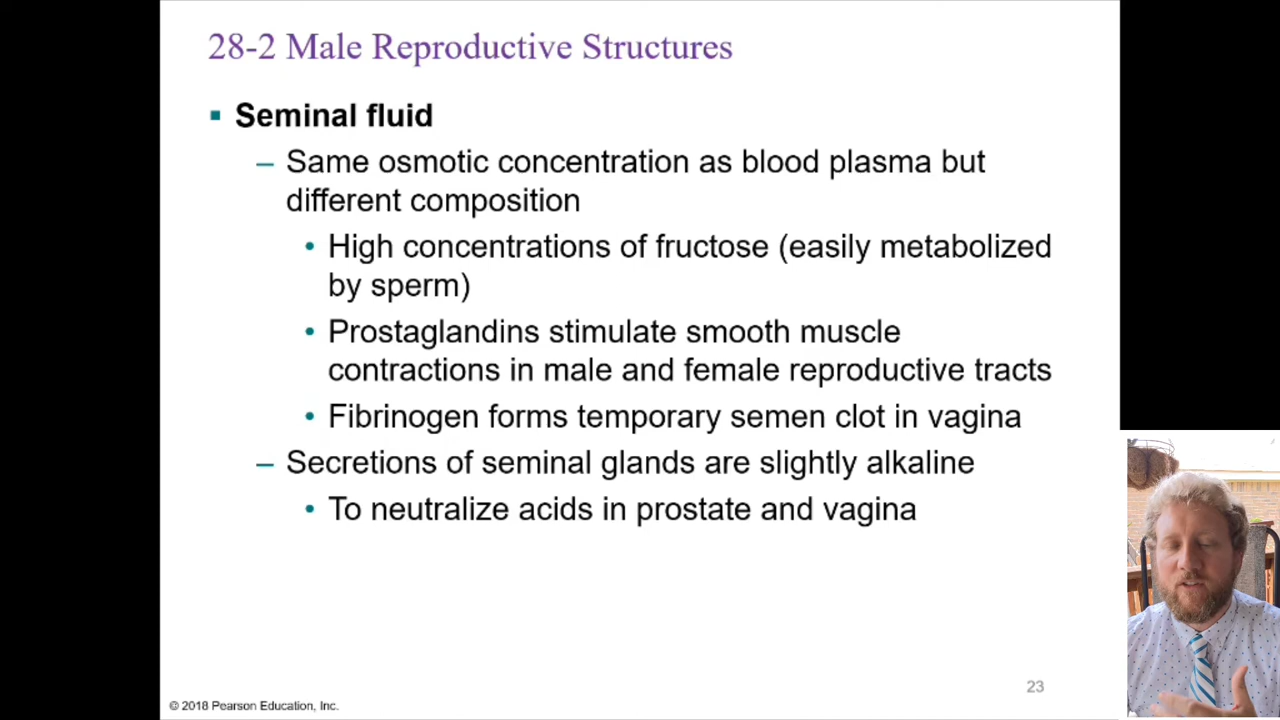 28-2 Male Reproductive Structures
Seminal fluid
– Same osmotic concentration as blood plasma but
different composition
• High concentrations of fructose (easily metabolized
by sperm)
• Prostaglandins stimulate smooth muscle
contractions in male and female reproductive tracts
• Fibrinogen forms temporary semen clot in vagina
– Secretions of seminal glands are slightly alkaline
• To neutralize acids in prostate and vagina
23
© 2018 Pearson Education, Inc.